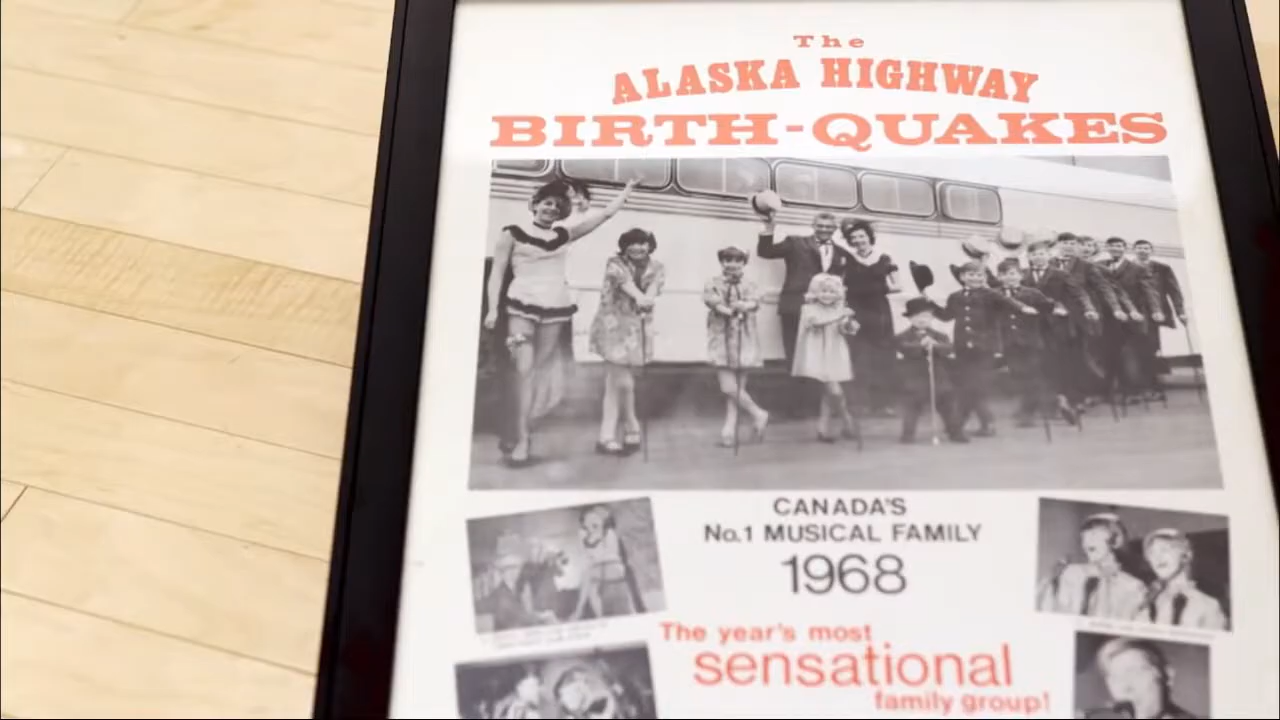 The
ALASKA HIGHWAY
BIRTH-QUAKES
CANADA'S
No.1 MUSICAL FAMILY
1968
The year's most
sensational
family group!